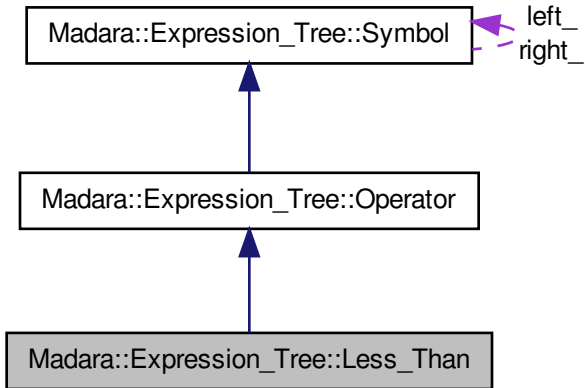 Madara::Expression_Tree::Symbol
left_
right_
Madara::Expression_Tree::Operator
Madara::Expression_Tree::Less_Than